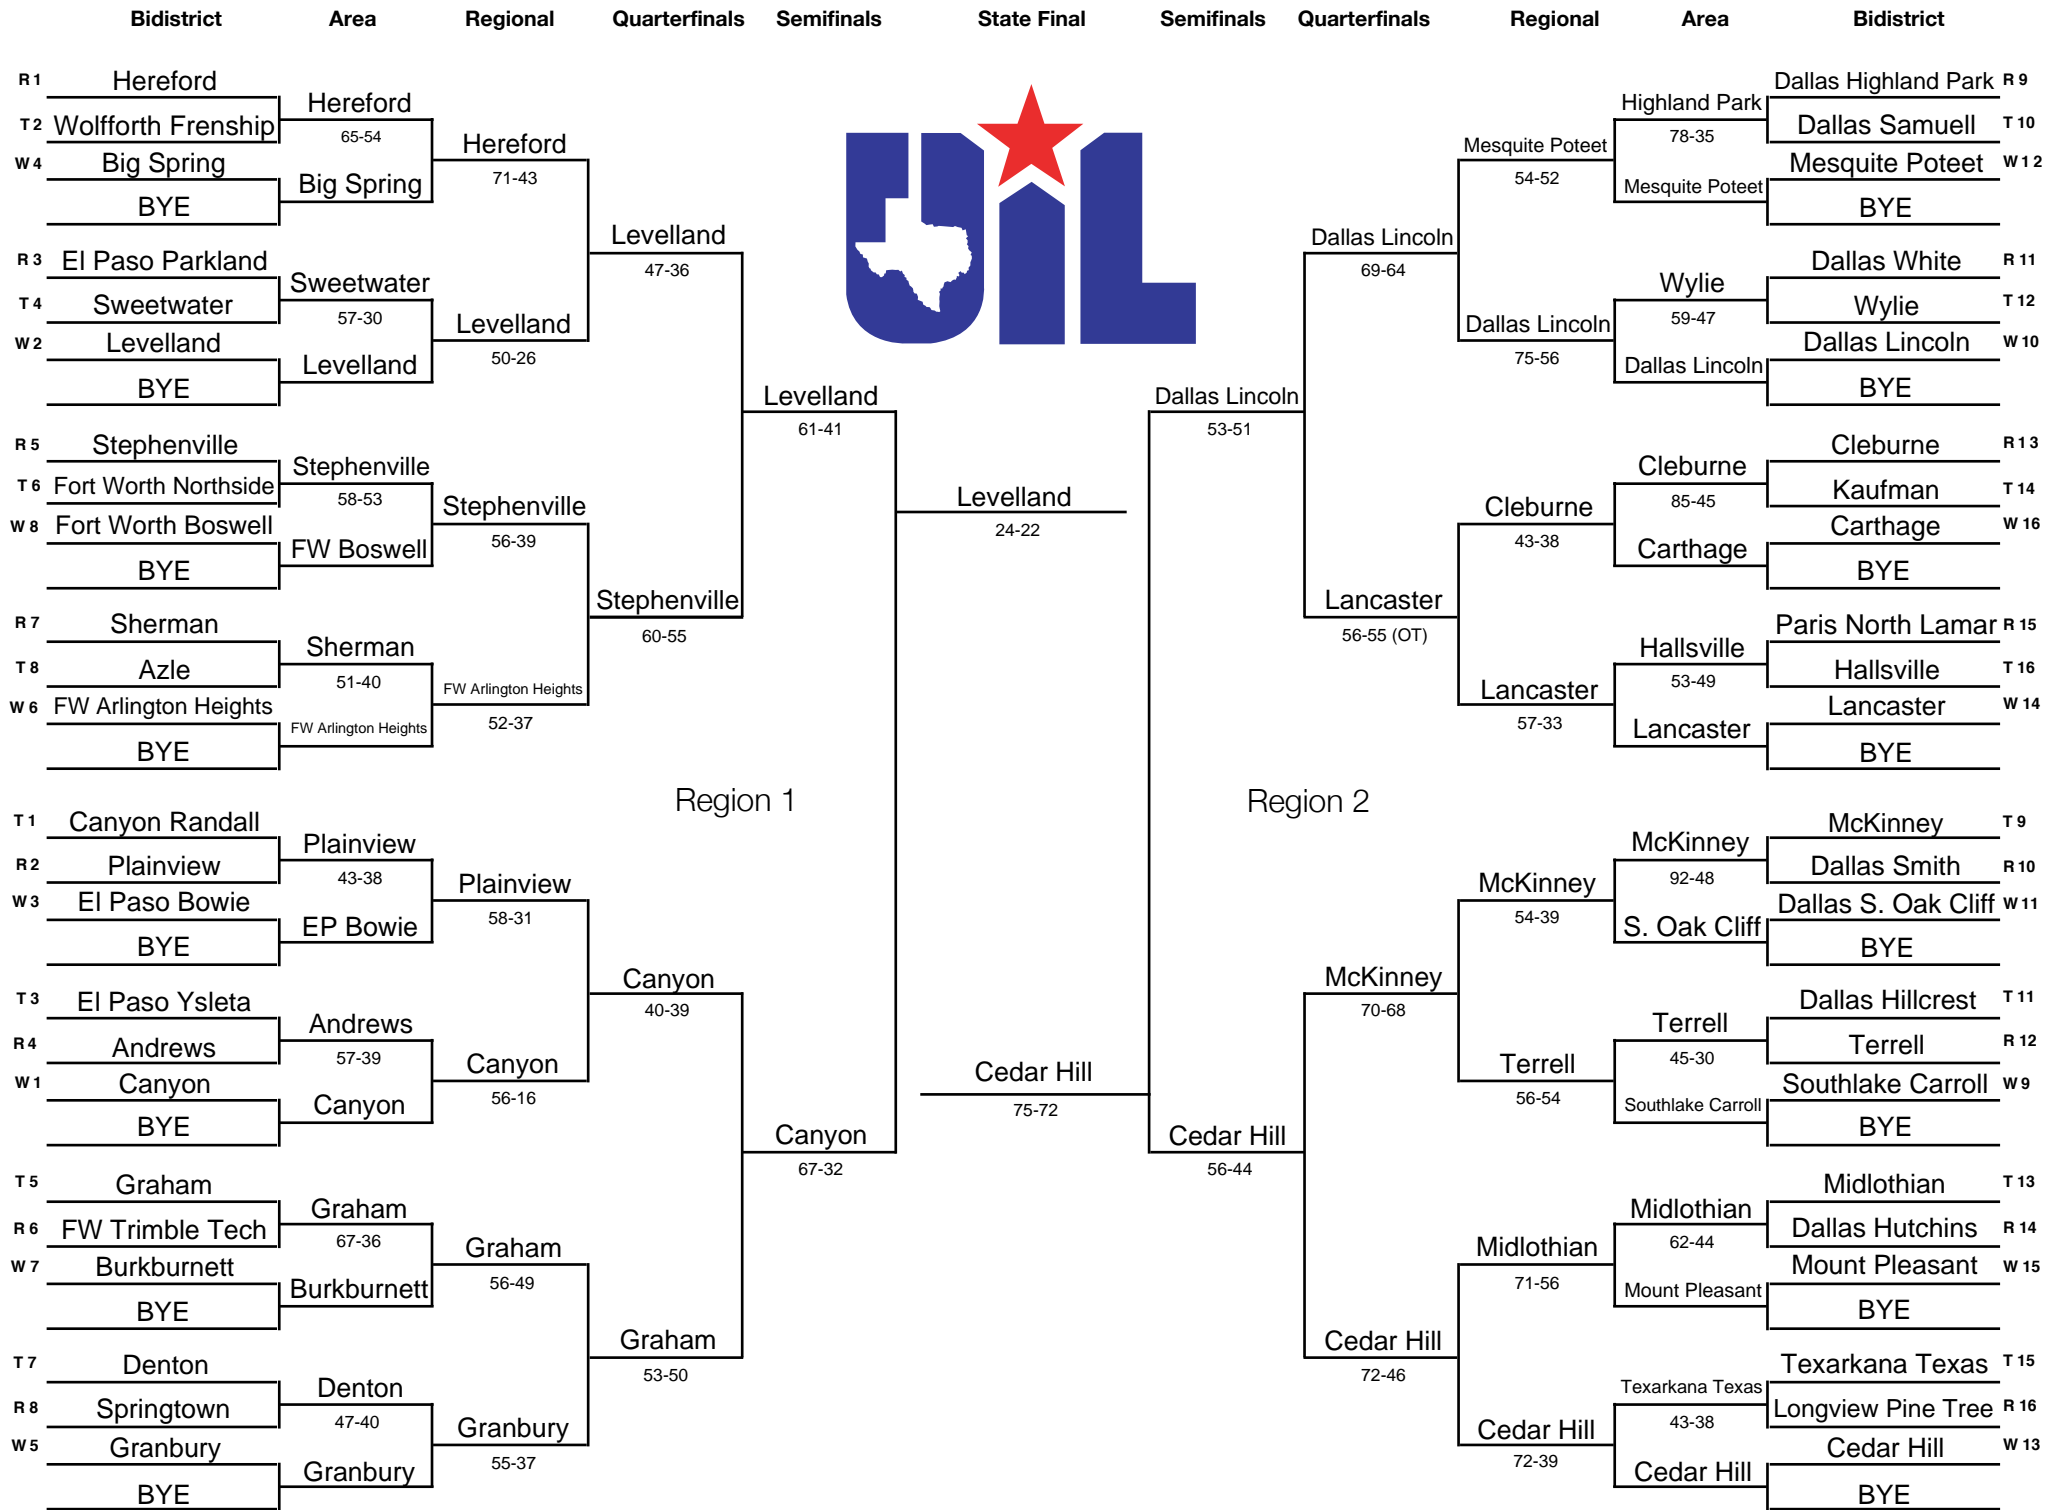 Bidistrict Area Regional Quarterfinals Semifinals State Final Semifinals Quarterfinals Regional Area Bidistrict
R 1 Hereford
T 2 Wolfforth Frenship
W 4 Big Spring
BYE
R 3 El Paso Parkland
T 4 Sweetwater
W 2 Levelland
BYE
R 5 Stephenville
T 6 Fort Worth Northside
W 8 Fort Worth Boswell
BYE
R 7 Sherman
T 8 Azle
W 6 FW Arlington Heights
BYE
T 1 Canyon Randall
R 2 Plainview
W 3 El Paso Bowie
BYE
T 3 El Paso Ysleta
R 4 Andrews
W 1 Canyon
BYE
T 5 Graham
R 6 FW Trimble Tech
W 7 Burkburnett
BYE
T 7 Denton
R 8 Springtown
W 5 Granbury
BYE
Hereford
65-54
Big Spring
Sweetwater
57-30
Levelland
Stephenville
58-53
FW Boswell
Sherman
51-40
FW Arlington Heights
Plainview
43-38
EP Bowie
Andrews
57-39
Canyon
Graham
67-36
Burkburnett
Denton
47-40
Granbury
Hereford
71-43
Levelland
50-26
Stephenville
56-39
FW Arlington Heights
52-37
Plainview
58-31
Canyon
56-16
Graham
56-49
Granbury
55-37
Levelland
47-36
Stephenville
60-55
Region 1
Canyon
40-39
Graham
53-50
Levelland
61-41
Canyon
67-32
UIL
Levelland
24-22
Cedar Hill
75-72
Dallas Lincoln
53-51
Cedar Hill
56-44
Dallas Lincoln
69-64
Lancaster
56-55 (OT)
Region 2
McKinney
70-68
Cedar Hill
72-46
Mesquite Poteet
54-52
Dallas Lincoln
75-56
Cleburne
43-38
Lancaster
57-33
McKinney
54-39
Terrell
56-54
Midlothian
71-56
Cedar Hill
72-39
Highland Park
78-35
Mesquite Poteet
Wylie
59-47
Dallas Lincoln
Cleburne
85-45
Carthage
Hallsville
53-49
Lancaster
McKinney
92-48
S. Oak Cliff
Terrell
45-30
Southlake Carroll
Midlothian
62-44
Mount Pleasant
Texarkana Texas
43-38
Cedar Hill
Dallas Highland Park R 9
Dallas Samuell T 10
Mesquite Poteet W 1 2
BYE
Dallas White R 11
Wylie T 12
Dallas Lincoln W 10
BYE
Cleburne R 1 3
Kaufman T 14
Carthage W 16
BYE
Paris North Lamar R 15
Hallsville T 16
Lancaster W 14
BYE
McKinney T 9
Dallas Smith R 10
Dallas S. Oak Cliff W 11
BYE
Dallas Hillcrest T 11
Terrell R 12
Southlake Carroll W 9
BYE
Midlothian T 13
Dallas Hutchins R 14
Mount Pleasant W 15
BYE
Texarkana Texas T 15
Longview Pine Tree R 16
Cedar Hill W 13
BYE